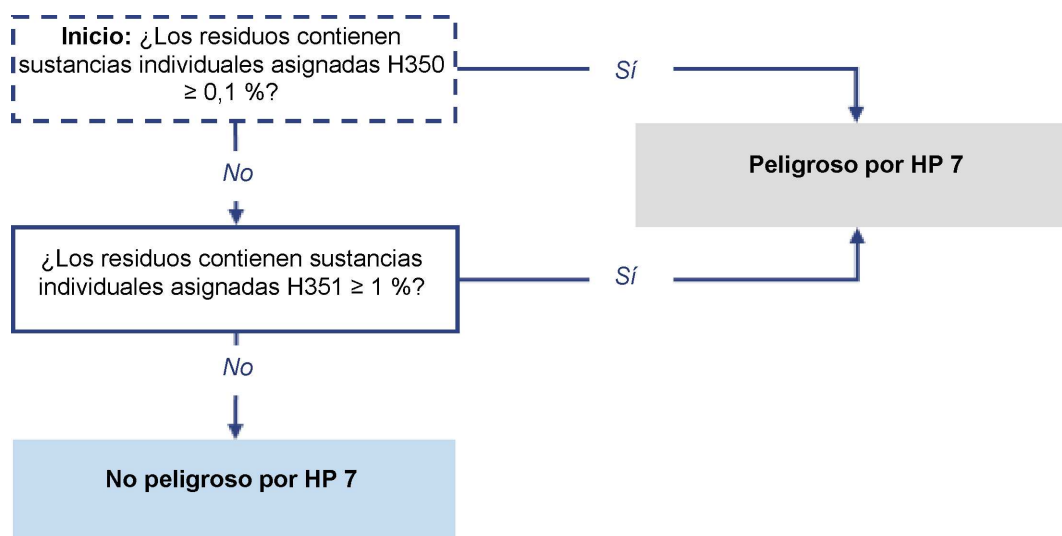 Inicio: ¿Los residuos contienen
sustancias individuales asignadas H350
≥ 0,1 %?
Sí
Peligroso por HP 7
No
¿Los residuos contienen sustancias
individuales asignadas H351 ≥ 1 %?
Sí
No
No peligroso por HP 7